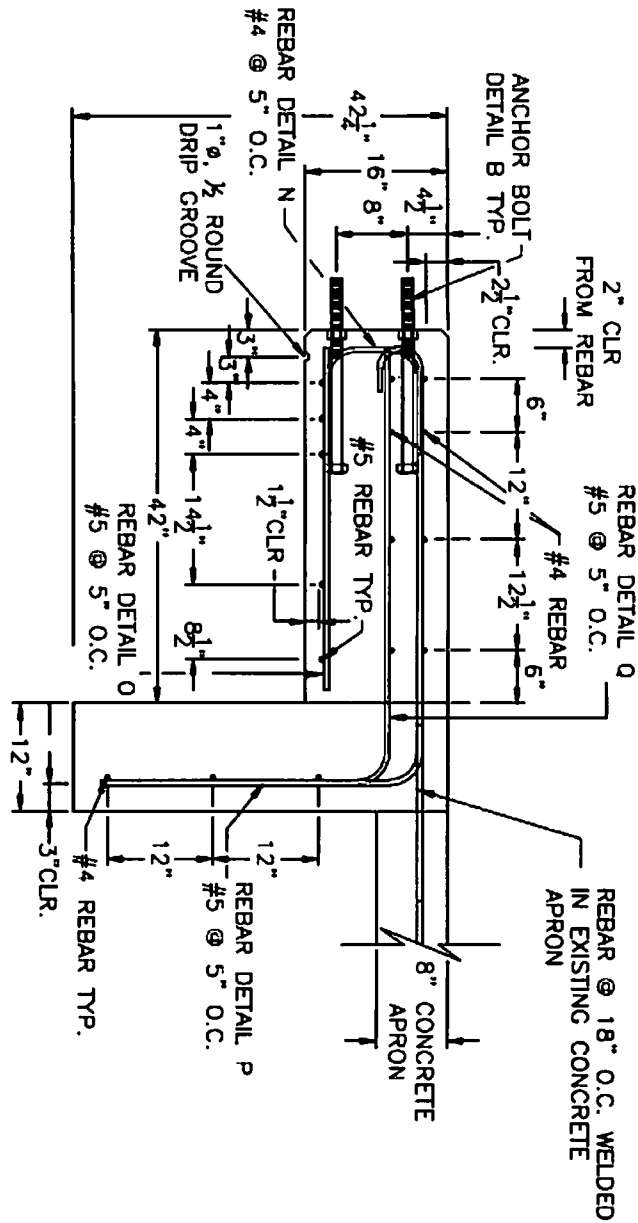 REBAR @ 18" O.C. WELDED
IN EXISTING CONCRETE
APRON
REBAR DETAIL Q
#5 @ 5" O.C.
2" CLR
FROM REBAR
ANCHOR BOLT
DETAIL B TYP.
6"
12"
12½"
6"
#4 REBAR
2½" CLR.
4½"
8"
16"
42¼"
8" CONCRETE
APRON
REBAR DETAIL N
#4 @ 5" O.C.
1"ø, ½ ROUND
DRIP GROOVE
#5 REBAR TYP.
1½" CLR
3"
3"
4"
4"
14½"
8½"
42"
REBAR DETAIL O
#5 @ 5" O.C.
12"
12"
12"
3"CLR.
REBAR DETAIL P
#5 @ 5" O.C.
#4 REBAR TYP.